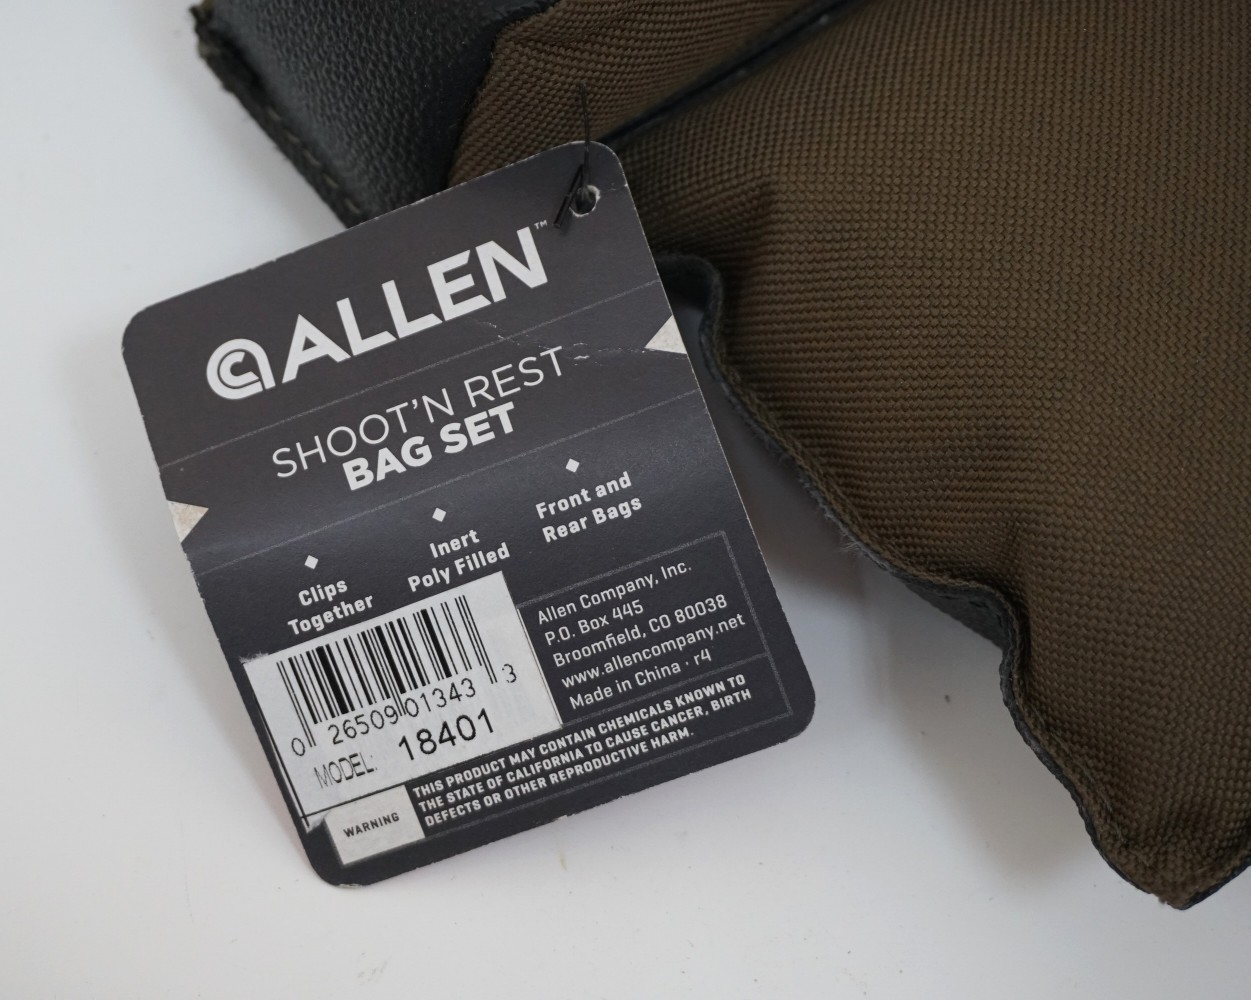 ALLEN™
SHOOT'N REST
BAG SET
Clips
Together
Inert
Poly Filled
Front and
Rear Bags
0 26509 01343 3
MODEL: 18401
Allen Company, Inc.
P.O. Box 445
Broomfield, CO 80038
www.allencompany.net
Made in China · r4
WARNING
THIS PRODUCT MAY CONTAIN CHEMICALS KNOWN TO
THE STATE OF CALIFORNIA TO CAUSE CANCER, BIRTH
DEFECTS OR OTHER REPRODUCTIVE HARM.